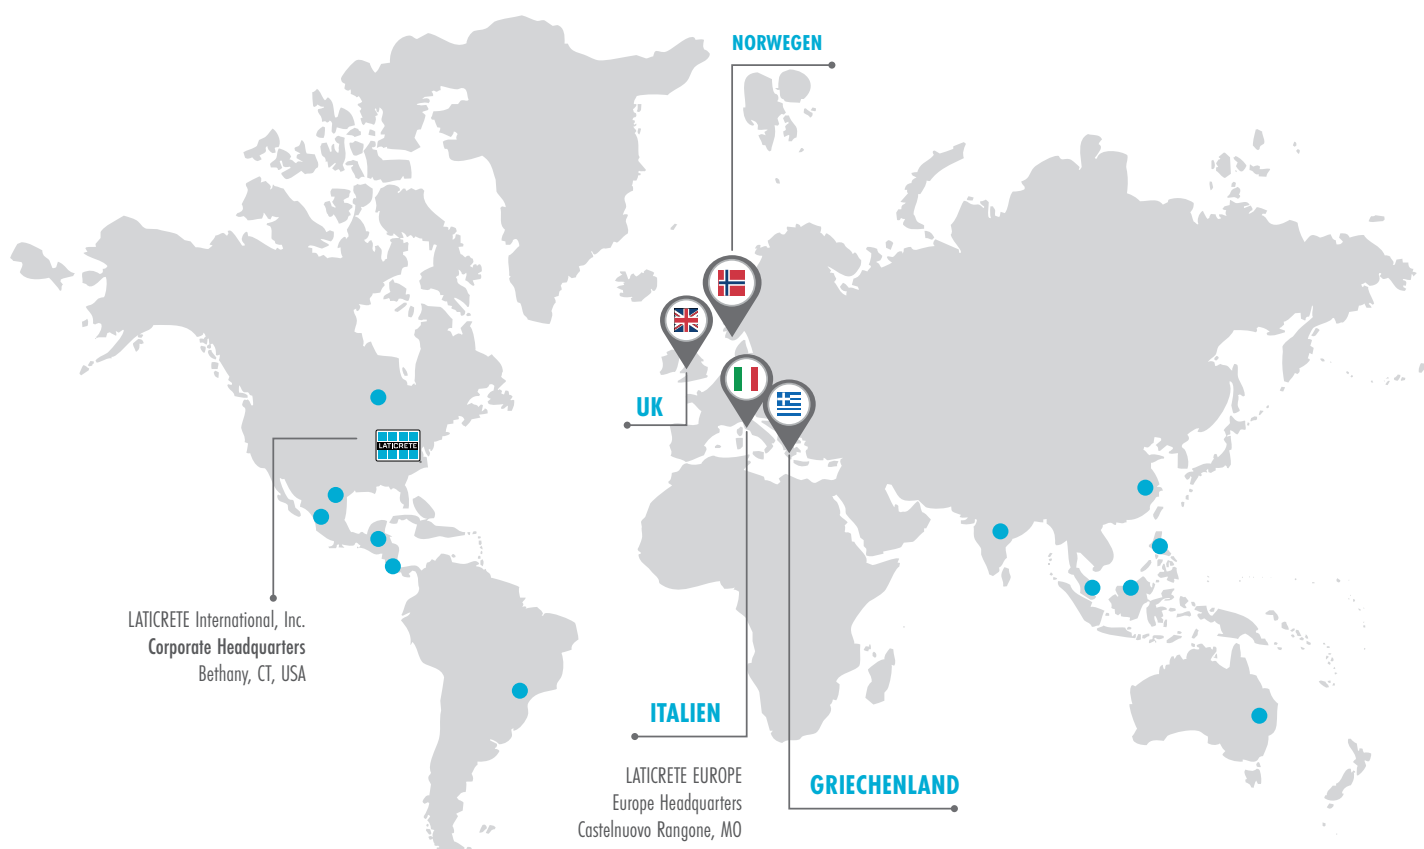 NORWEGEN
UK
LATICRETE
LATICRETE International, Inc.
Corporate Headquarters
Bethany, CT, USA
ITALIEN
LATICRETE EUROPE
Europe Headquarters
Castelnuovo Rangone, MO
GRIECHENLAND